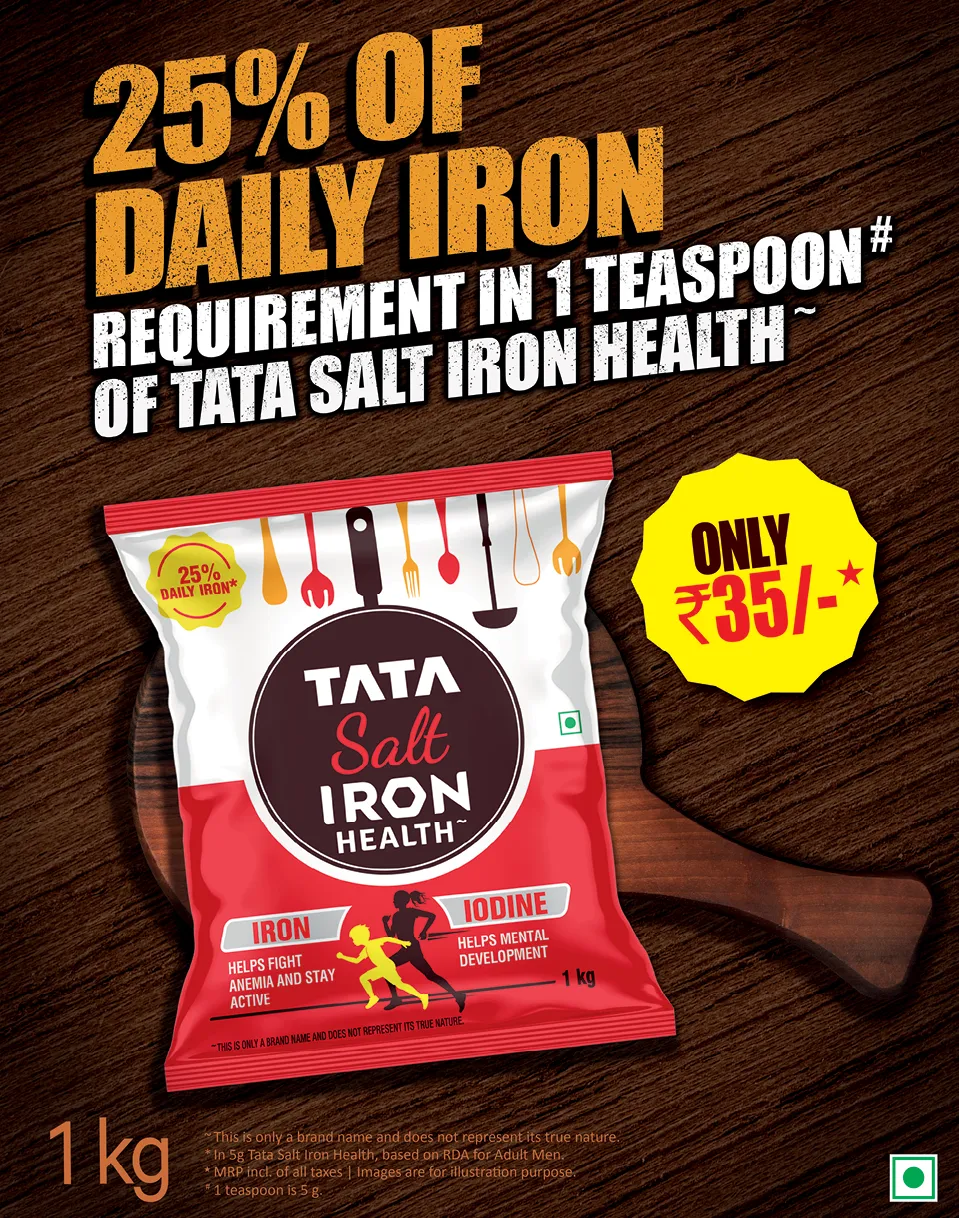 25% OF
DAILY IRON
REQUIREMENT IN 1 TEASPOON#
OF TATA SALT IRON HEALTH~
ONLY
₹35/-★
25%
DAILY IRON*
TATA
Salt
IRON
HEALTH~
IRON
HELPS FIGHT
ANEMIA AND STAY
ACTIVE
IODINE
HELPS MENTAL
DEVELOPMENT
1 kg
~THIS IS ONLY A BRAND NAME AND DOES NOT REPRESENT ITS TRUE NATURE.
1 kg
~This is only a brand name and does not represent its true nature.
*In 5g Tata Salt Iron Health, based on RDA for Adult Men.
★MRP incl. of all taxes | Images are for illustration purpose.
#1 teaspoon is 5 g.